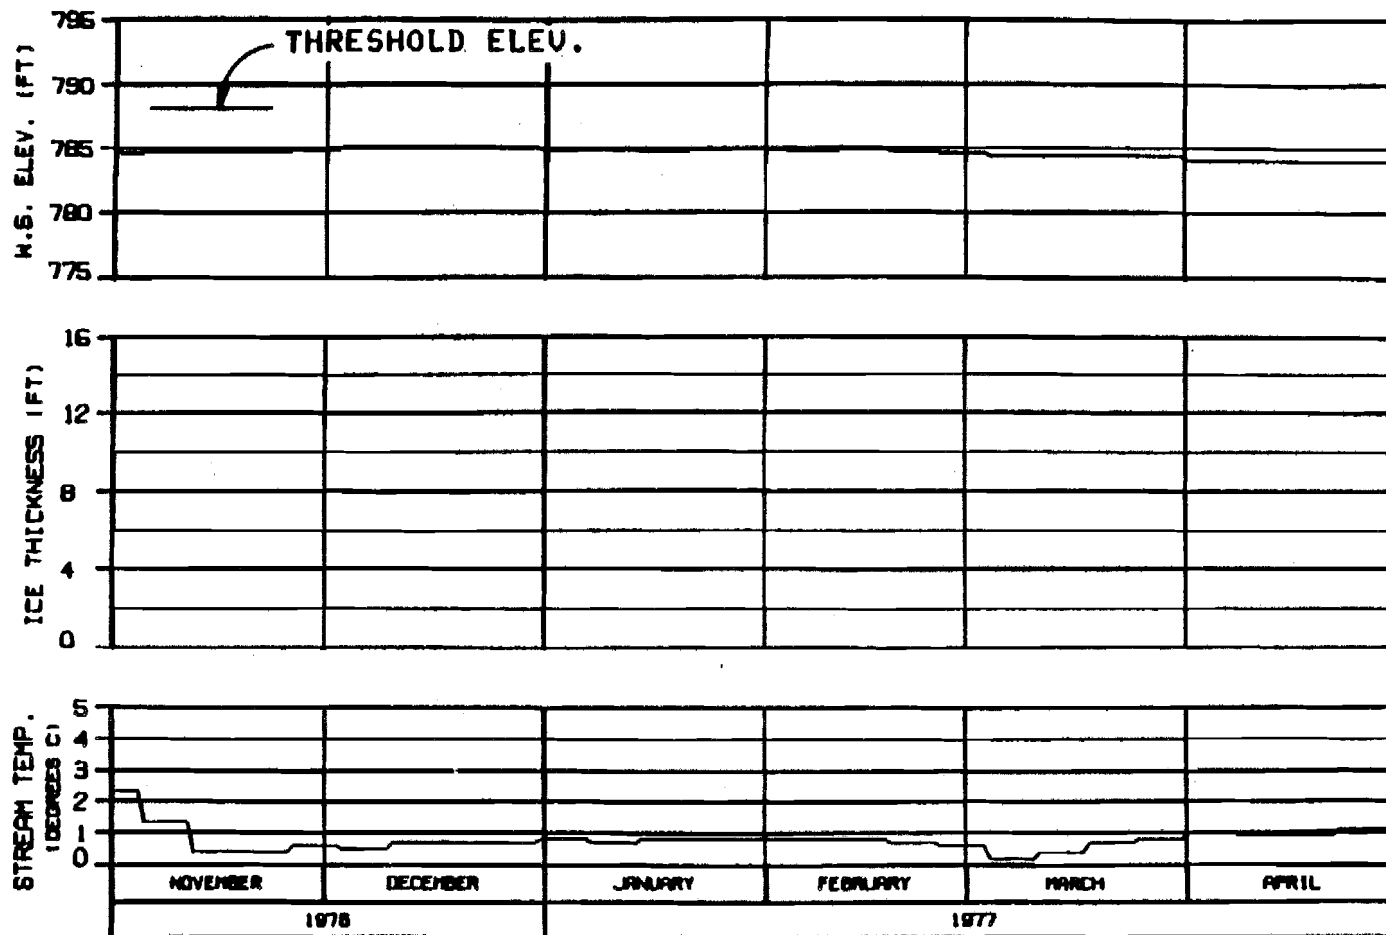 795
THRESHOLD ELEV.
790
785
780
775
W.S. ELEV. (FT)
16
12
8
4
0
ICE THICKNESS (FT)
5
4
3
2
1
0
STREAM TEMP.
(DEGREES C)
NOVEMBER DECEMBER JANUARY FEBRUARY MARCH APRIL
1976 1977